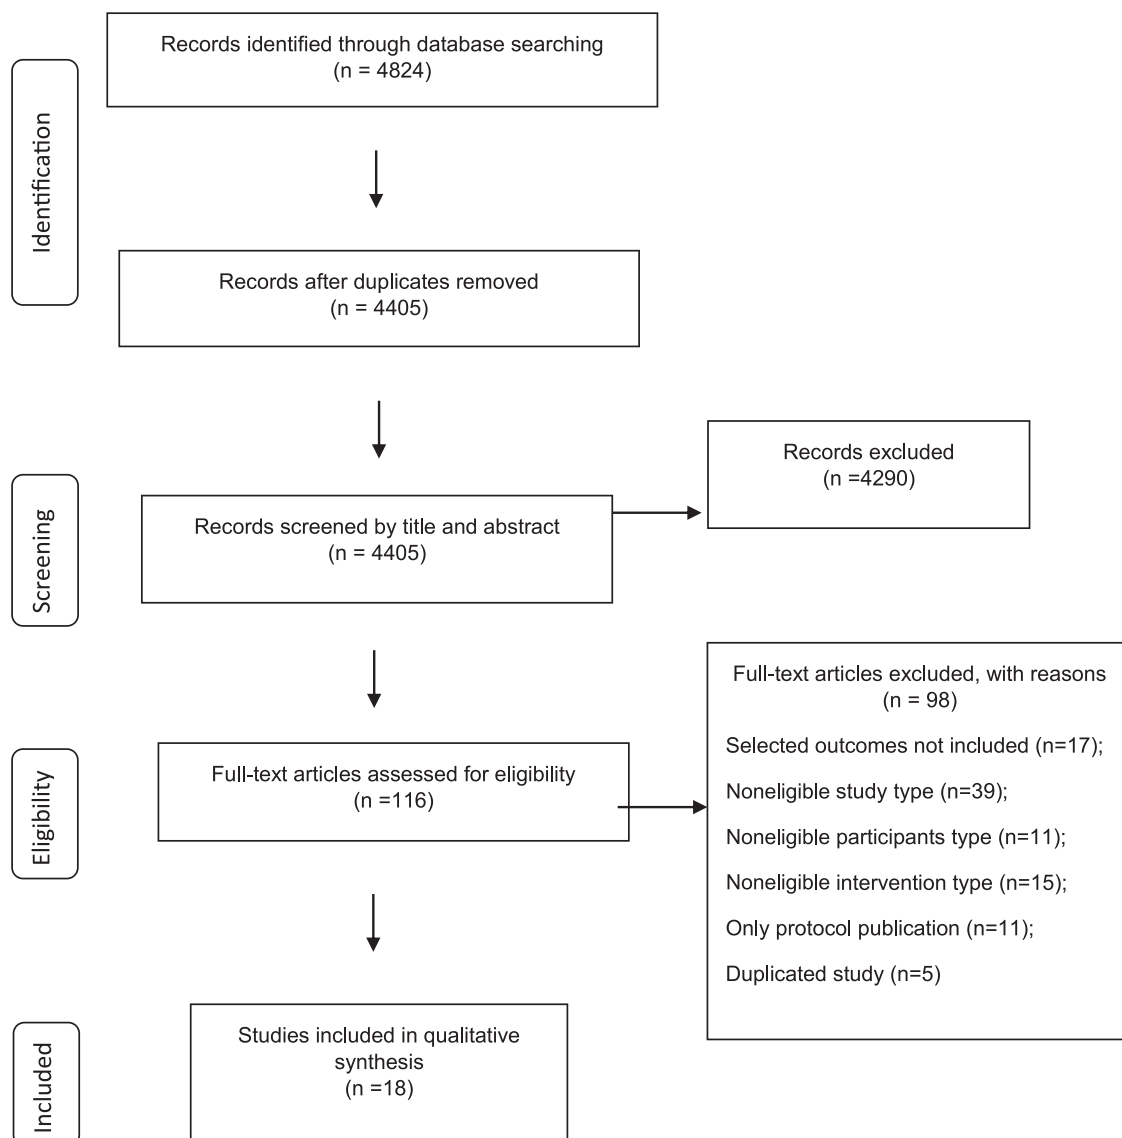 Identification
Records identified through database searching
(n = 4824)
Records after duplicates removed
(n = 4405)
Screening
Records screened by title and abstract
(n = 4405)
Records excluded
(n =4290)
Eligibility
Full-text articles assessed for eligibility
(n =116)
Full-text articles excluded, with reasons
(n = 98)
Selected outcomes not included (n=17);
Noneligible study type (n=39);
Noneligible participants type (n=11);
Noneligible intervention type (n=15);
Only protocol publication (n=11);
Duplicated study (n=5)
Included
Studies included in qualitative
synthesis
(n =18)